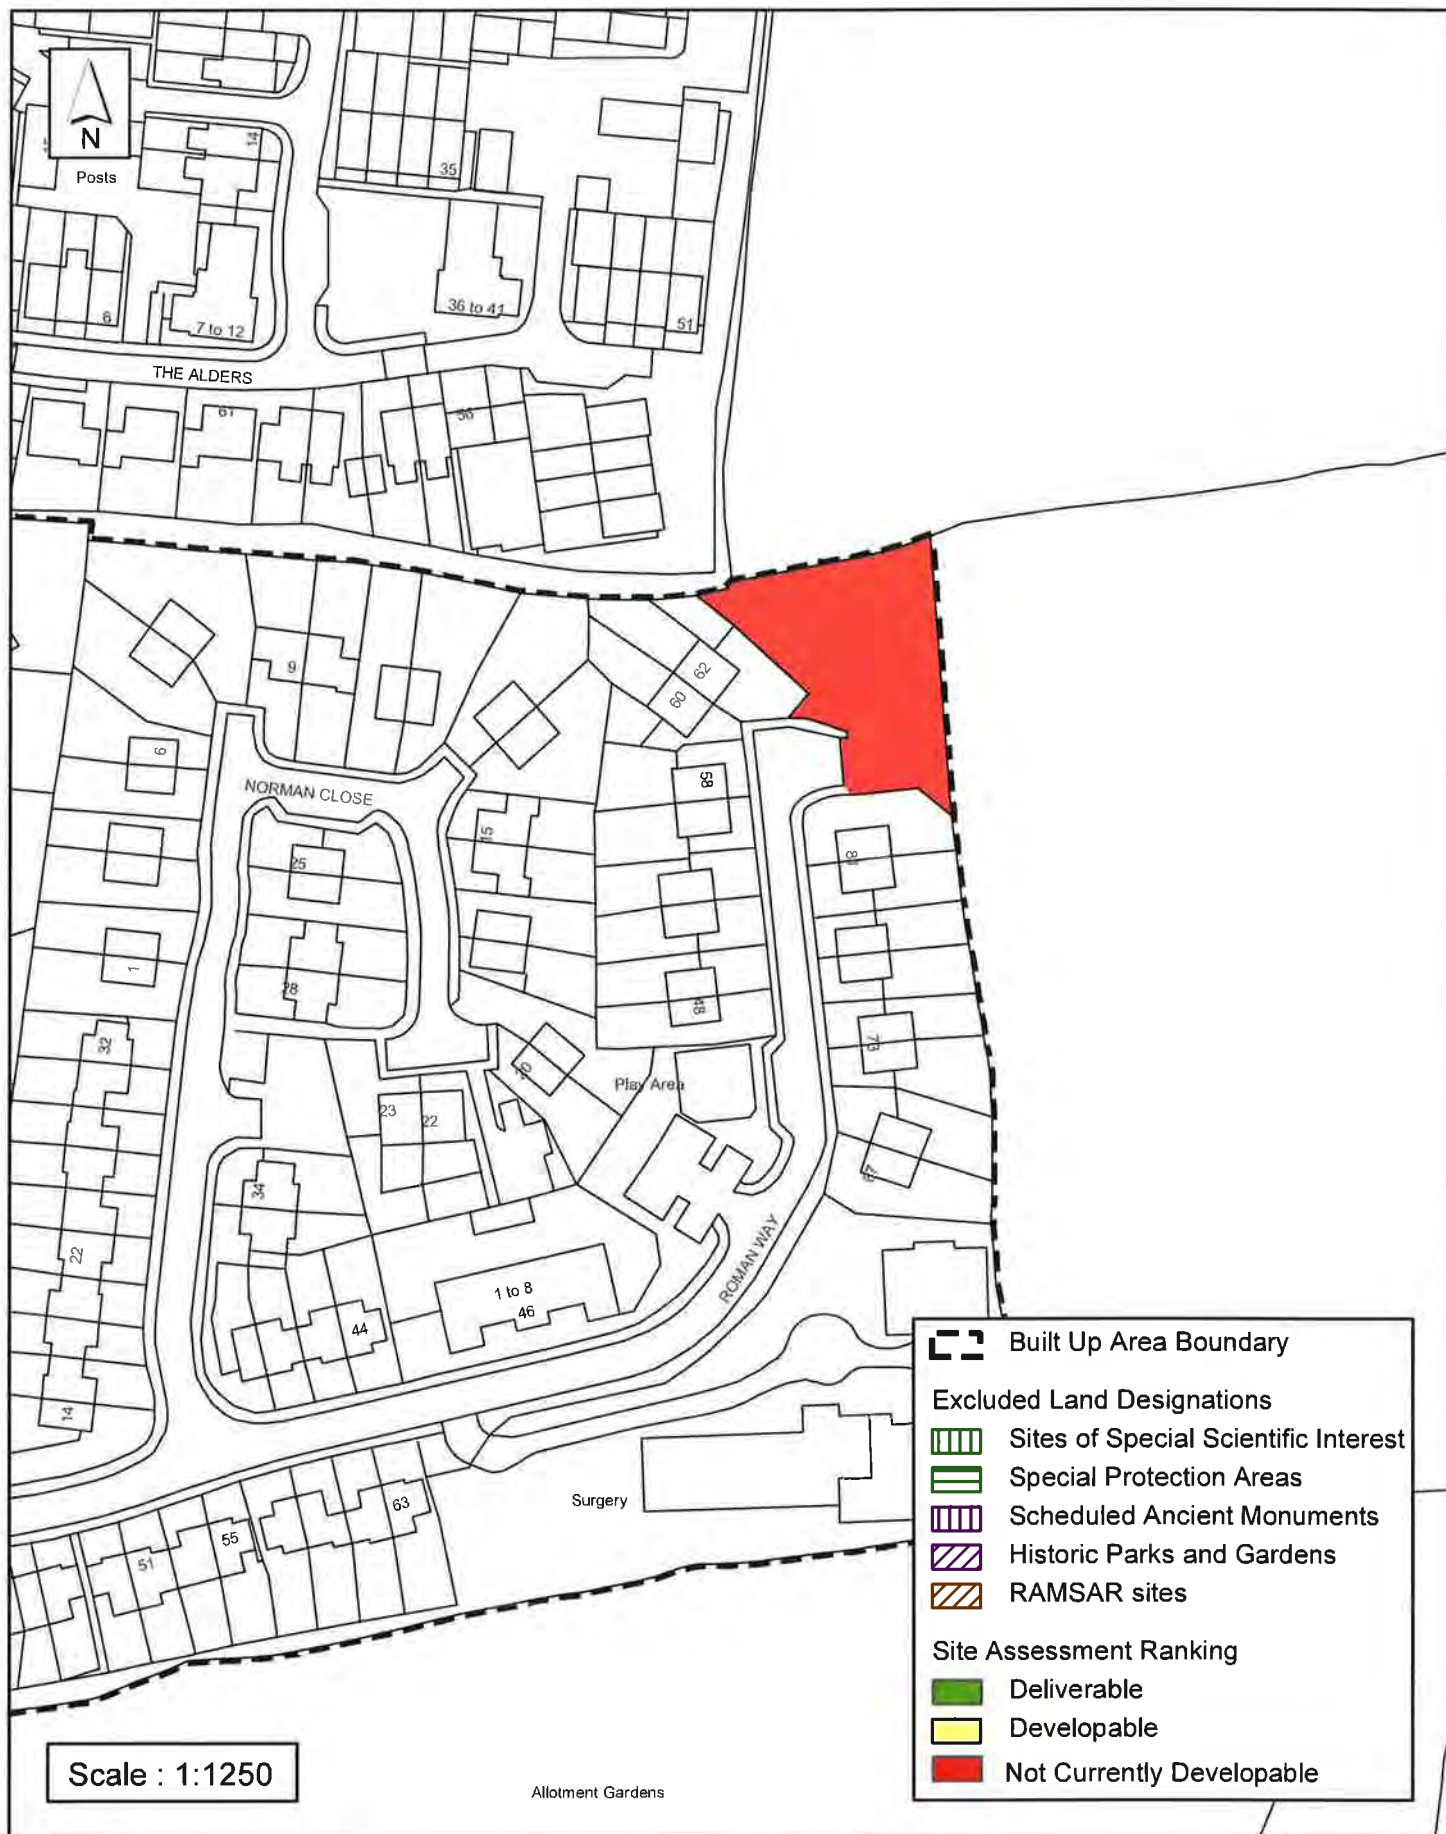 N
Posts
14
35
6
7 to 12
36 to 41
51
THE ALDERS
61
56
9
62
60
6
58
NORMAN CLOSE
15
25
81
1
28
48
32
73
20
Play Area
23
22
67
34
ROMAN WAY
22
1 to 8
46
44
14
63
Surgery
55
51
Built Up Area Boundary
Excluded Land Designations
Sites of Special Scientific Interest
Special Protection Areas
Scheduled Ancient Monuments
Historic Parks and Gardens
RAMSAR sites
Site Assessment Ranking
Deliverable
Developable
Not Currently Developable
Scale : 1:1250
Allotment Gardens